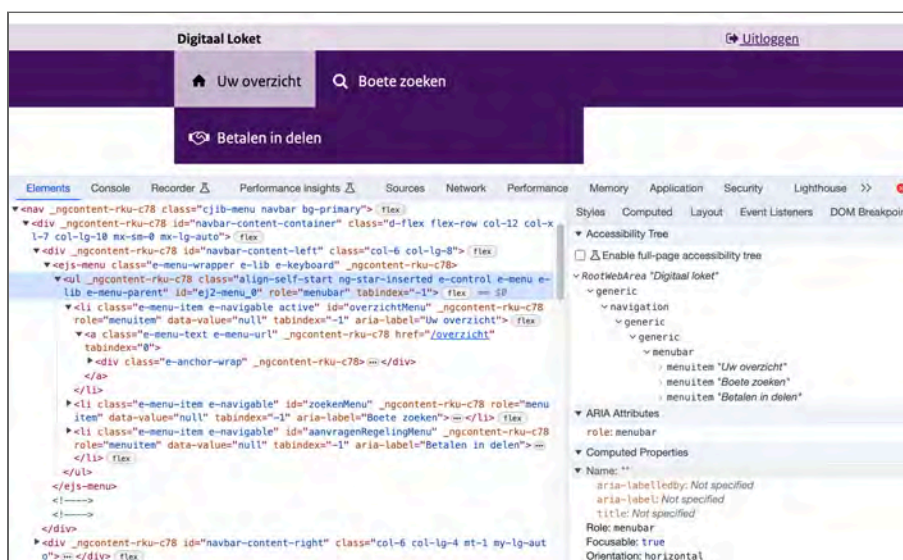 Digitaal Loket
Uitloggen
Uw overzicht
Boete zoeken
Betalen in delen
Elements Console Recorder Performance insights Sources Network Performance Memory Application Security Lighthouse >>
▼<nav _ngcontent-rku-c78 class="cjib-menu navbar bg-primary"> flex
▼<div _ngcontent-rku-c78 id="navbar-content-container" class="d-flex flex-row col-12 col-x
l-7 col-lg-10 mx-sm-0 mx-lg-auto"> flex
▼<div _ngcontent-rku-c78 id="navbar-content-left" class="col-6 col-lg-8"> flex
▼<ejs-menu class="e-menu-wrapper e-lib e-keyboard" _ngcontent-rku-c78>
▼<ul _ngcontent-rku-c78 class="align-self-start ng-star-inserted e-control e-menu e-
lib e-menu-parent" id="ej2-menu_0" role="menubar" tabindex="-1"> flex == $0
▼<li class="e-menu-item e-navigable active" id="overzichtMenu" _ngcontent-rku-c78
role="menuitem" data-value="null" tabindex="-1" aria-label="Uw overzicht"> flex
▼<a class="e-menu-text e-menu-url" _ngcontent-rku-c78 href="/overzicht"
tabindex="0">
▶<div class="e-anchor-wrap" _ngcontent-rku-c78> ⋯ </div>
</a>
</li>
▶<li class="e-menu-item e-navigable" id="zoekenMenu" _ngcontent-rku-c78 role="menu
item" data-value="null" tabindex="-1" aria-label="Boete zoeken"> ⋯ </li> flex
▶<li class="e-menu-item e-navigable" id="aanvragenRegelingMenu" _ngcontent-rku-c78
role="menuitem" data-value="null" tabindex="-1" aria-label="Betalen in delen"> ⋯
</li> flex
</ul>
</ejs-menu>
<!---->
<!---->
</div>
▶<div _ngcontent-rku-c78 id="navbar-content-right" class="col-6 col-lg-4 mt-1 my-lg-aut
o"> ⋯ </div> flex
Styles Computed Layout Event Listeners DOM Breakpoin
▼ Accessibility Tree
Enable full-page accessibility tree
RootWebArea "Digitaal loket"
generic
navigation
generic
generic
menubar
menuitem "Uw overzicht"
menuitem "Boete zoeken"
menuitem "Betalen in delen"
▼ ARIA Attributes
role: menubar
▼ Computed Properties
▼ Name: ""
aria-labelledby: Not specified
aria-label: Not specified
title: Not specified
Role: menubar
Focusable: true
Orientation: horizontal